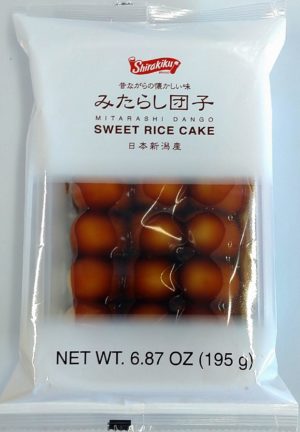 Shirakiku
昔ながらの懐かしい味
みたらし団子
MITARASHI DANGO
SWEET RICE CAKE
日本新潟産
NET WT. 6.87 OZ (195 g)